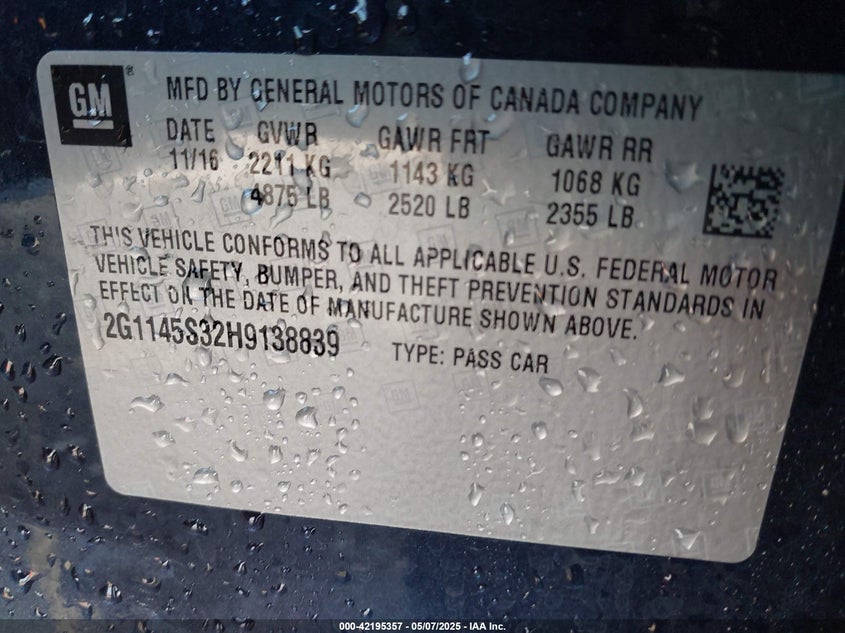 GM
MFD BY GENERAL MOTORS OF CANADA COMPANY
DATE GVWR GAWR FRT GAWR RR
11/16 2211 KG 1143 KG 1068 KG
4875 LB 2520 LB 2355 LB
THIS VEHICLE CONFORMS TO ALL APPLICABLE U.S. FEDERAL MOTOR
VEHICLE SAFETY, BUMPER, AND THEFT PREVENTION STANDARDS IN
EFFECT ON THE DATE OF MANUFACTURE SHOWN ABOVE.
2G1145S32H9138839 TYPE: PASS CAR
000-42195357 — 05/07/2025 — IAA Inc.